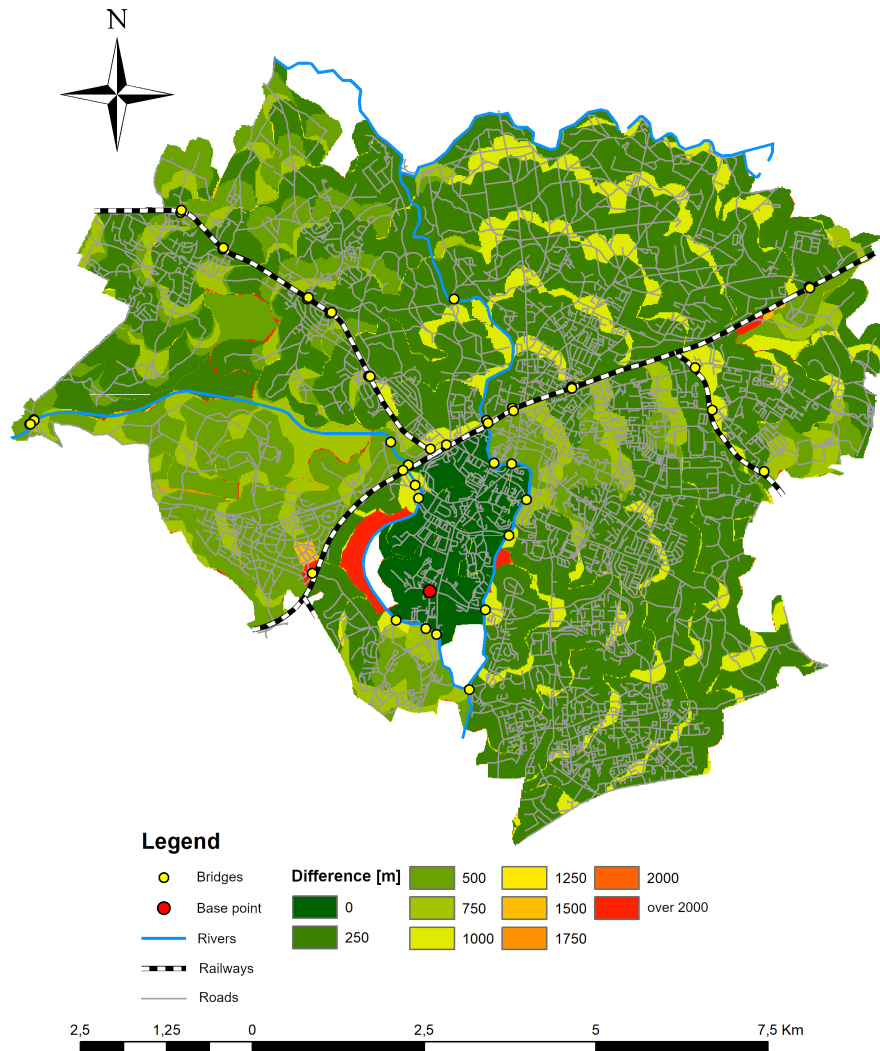 N
Legend
Bridges
Base point
Rivers
Railways
Roads
Difference [m]
0
250
500
750
1000
1250
1500
1750
2000
over 2000
2,5 1,25 0 2,5 5 7,5 Km